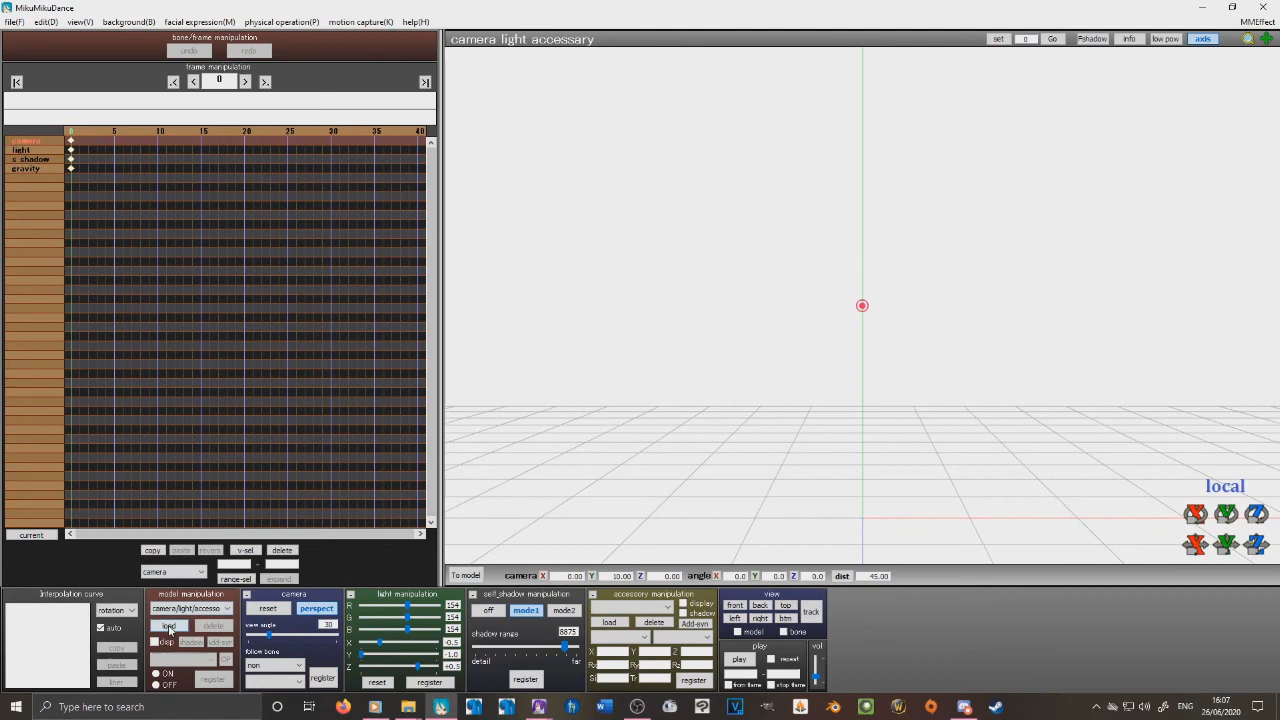 MikuMikuDance
file(F) edit(D) view(V) background(B) facial expression(M) physical operation(P) motion capture(K) help(H) MMEffect
bone/frame manipulation
undo redo
frame manipulation
0
camera light accessary
set 0 Go Fshadow info low pow axis
0 5 10 15 20 25 30 35 40
camera
light
s shadow
gravity
local
X Y Z
X Y Z
current
copy paste revers v-sel delete
camera -
range-sel expand
To model camera X 0.00 Y 10.00 Z 0.00 angle X 0.0 Y 0.0 Z 0.0 dist 45.00
Interpolation curve
rotation
auto
copy
paste
liner
model manipulation
camera/light/accesso
load delete
disp
OP
ON
OFF
register
camera
reset perspect
view angle 30
follow bone
non
register
light manipulation
R 154
G 154
B 154
X -0.5
Y -1.0
Z +0.5
reset register
self_shadow manipulation
off mode1 mode2
shadow range 8875
detail far
register
accessory manipulation
display
shadow
load delete Add-syn
X Y Z
Si Tr register
view
front back top
left right btm
track
model bone
play vol
play repeat
-
from flame stop flame
Type here to search
16:07
26/06/2020